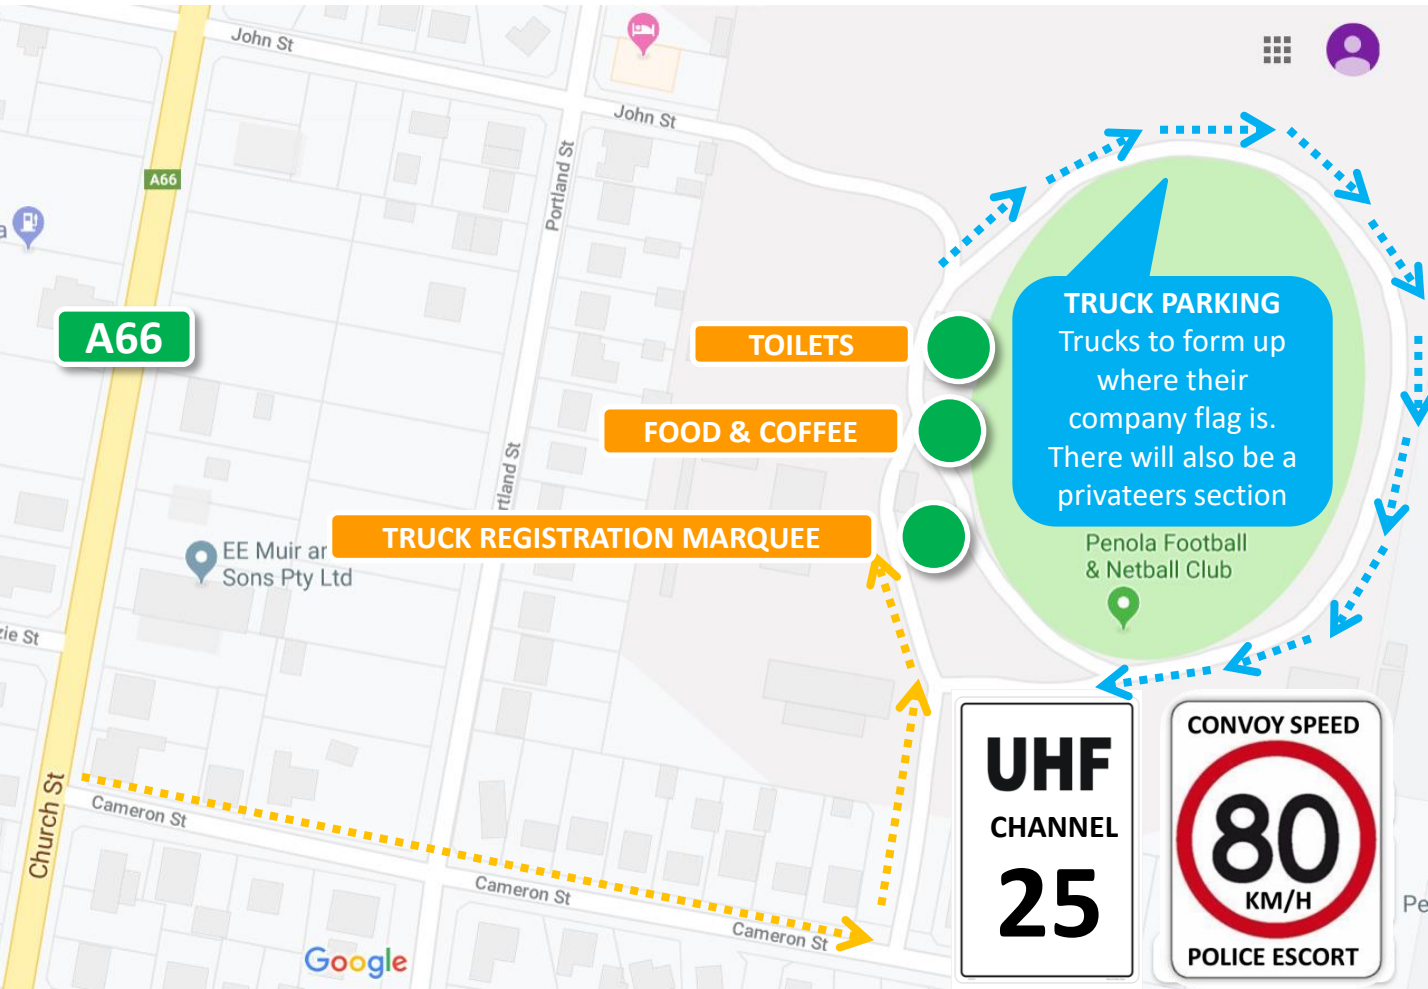 John St
John St
A66
Portland St
a
A66
TRUCK PARKING
Trucks to form up
where their
company flag is.
There will also be a
privateers section
TOILETS
FOOD & COFFEE
rtland St
TRUCK REGISTRATION MARQUEE
EE Muir ar
Sons Pty Ltd
Penola Football
& Netball Club
zie St
Church St
Cameron St
Cameron St
Cameron St
Google
UHF
CHANNEL
25
CONVOY SPEED
80
KM/H
POLICE ESCORT
Pe